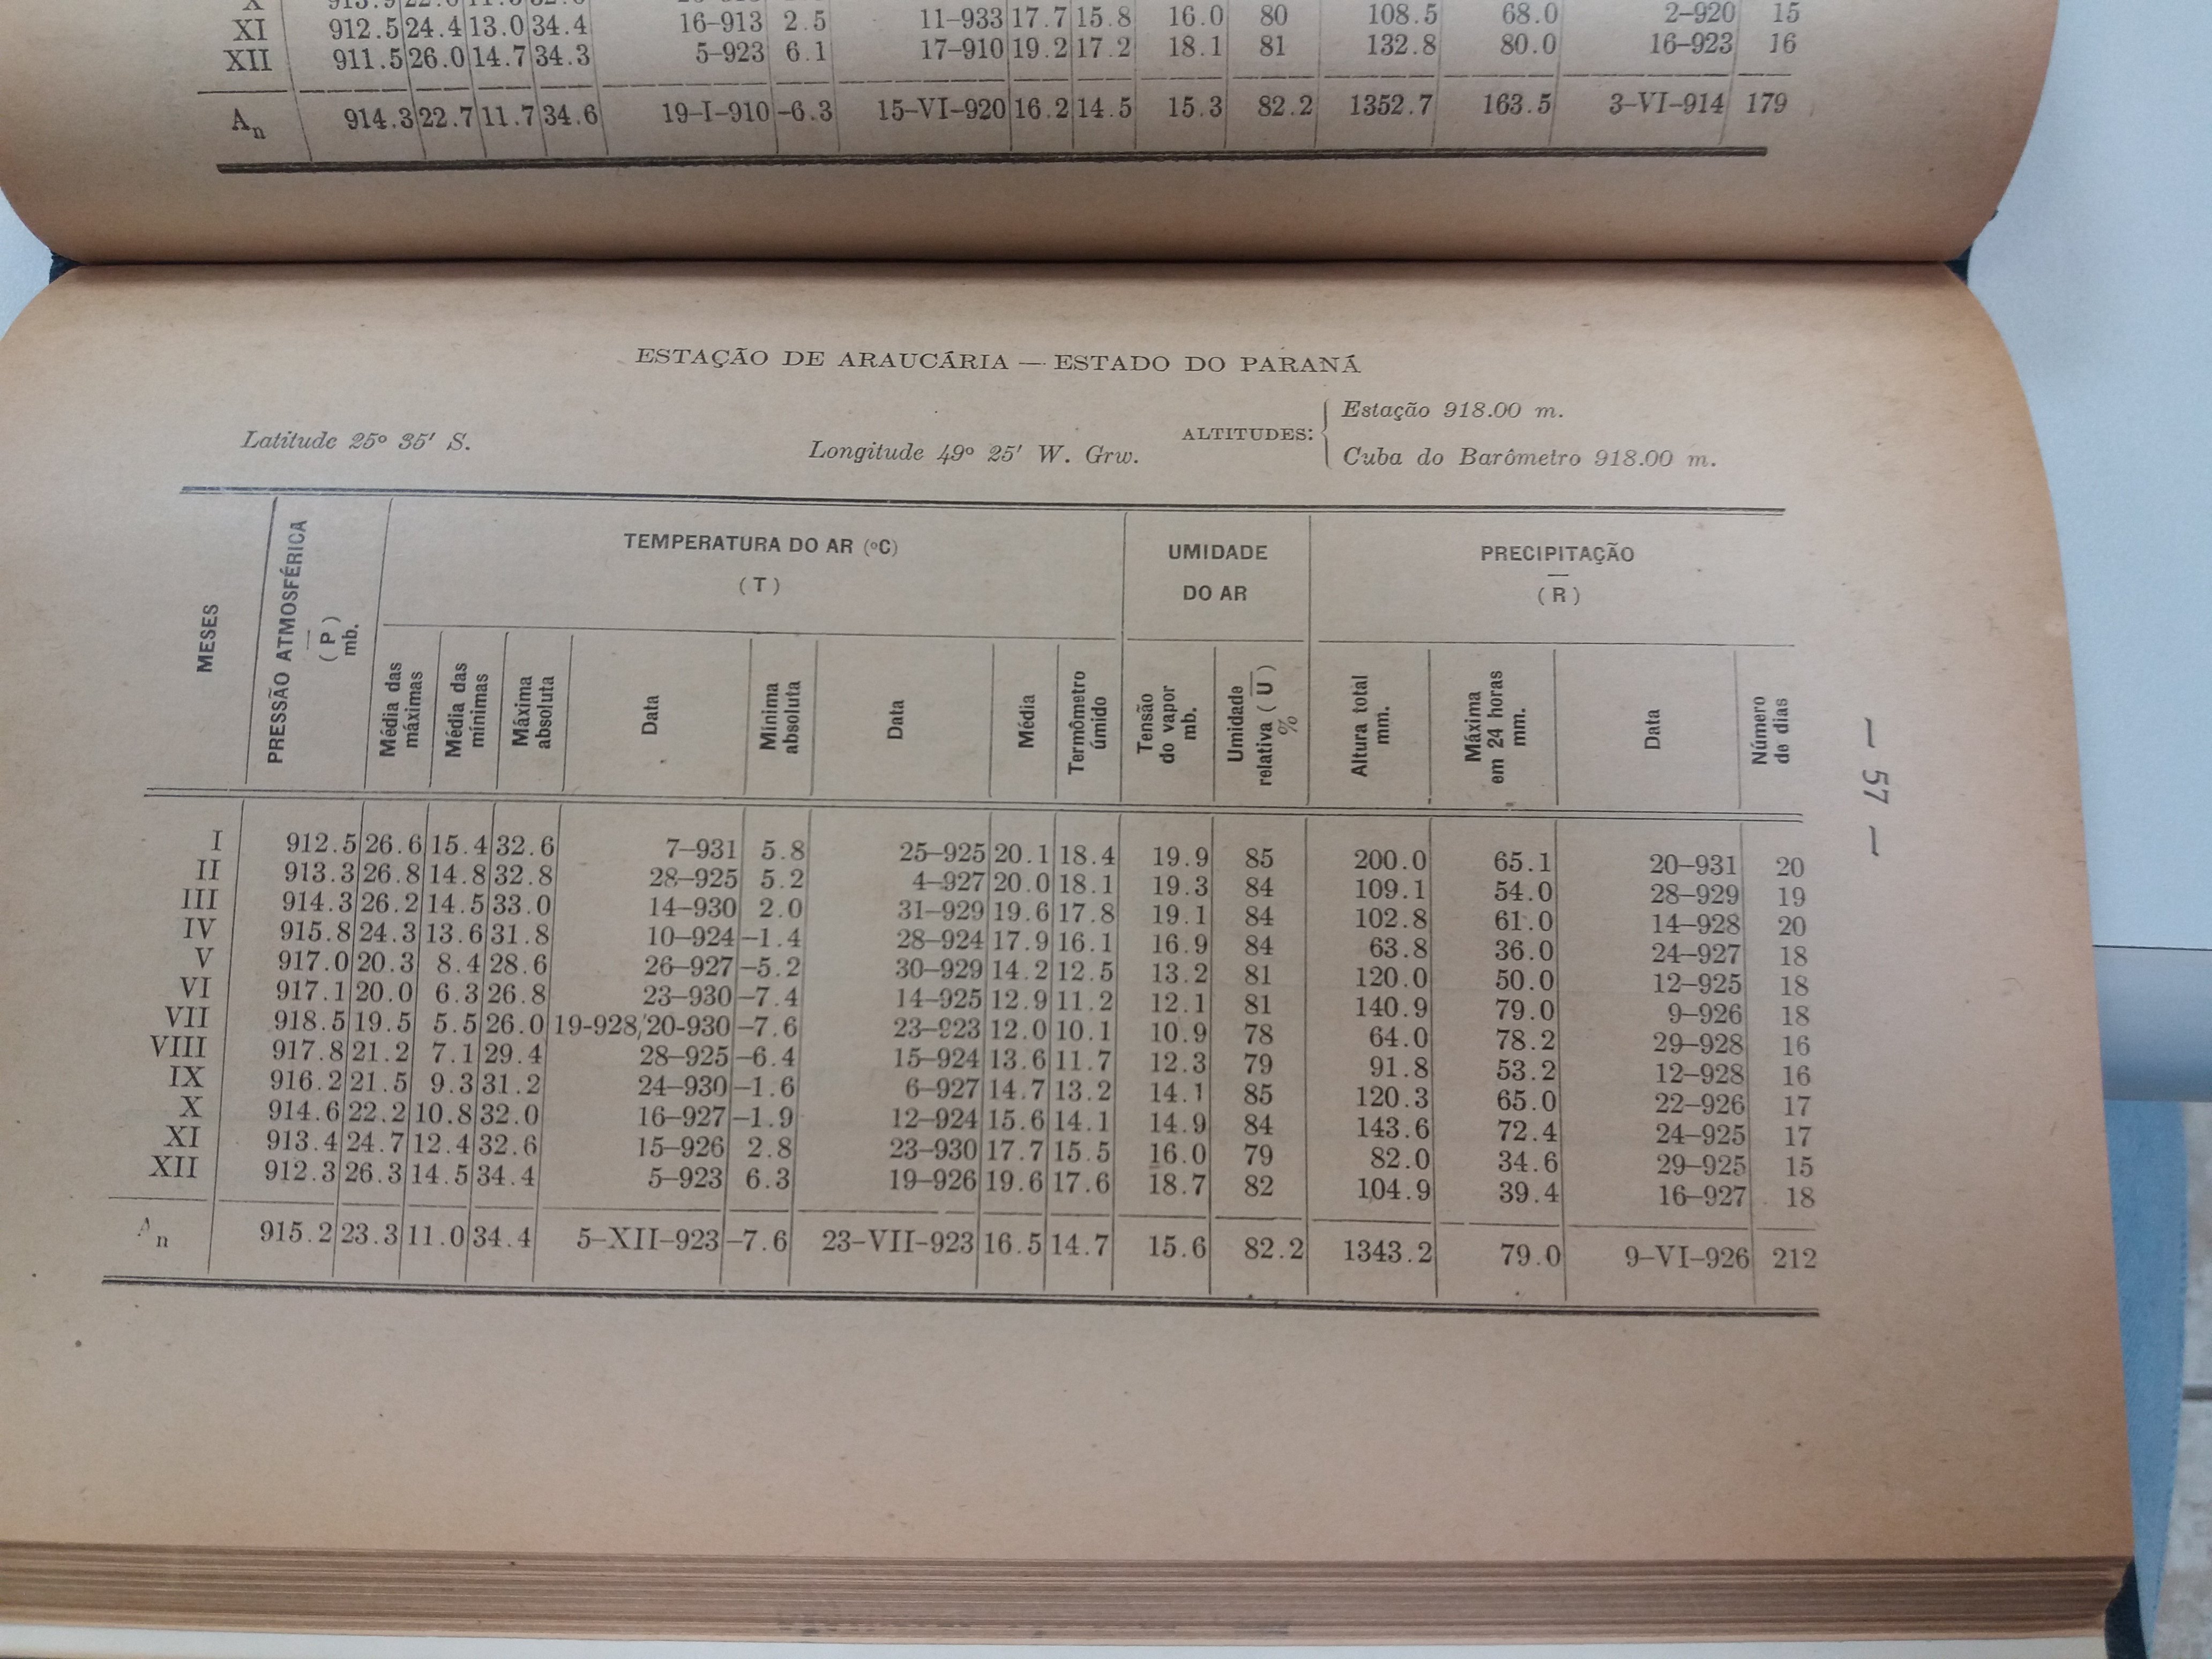 XI 912.5 24.4 13.0 34.4 16–913 2.5 11–933 17.7 15.8 16.0 80 108.5 68.0 2–920 15
XII 911.5 26.0 14.7 34.3 5–923 6.1 17–910 19.2 17.2 18.1 81 132.8 80.0 16–923 16
An 914.3 22.7 11.7 34.6 19–I–910 –6.3 15–VI–920 16.2 14.5 15.3 82.2 1352.7 163.5 3–VI–914 179
ESTAÇÃO DE ARAUCÁRIA — ESTADO DO PARANÁ
Latitude 25º 35' S.
Longitude 49º 25' W. Grw.
ALTITUDES:
Estação 918.00 m.
Cuba do Barômetro 918.00 m.
MESES
PRESSÃO ATMOSFÉRICA
( P )
mb.
TEMPERATURA DO AR (ºC)
( T )
UMIDADE
DO AR
PRECIPITAÇÃO
( R )
Média das
máximas
Média das
mínimas
Máxima
absoluta
Data
Mínima
absoluta
Data
Média
Termômetro
úmido
Tensão
do vapor
mb.
Umidade
relativa ( U )
%
Altura total
mm.
Máxima
em 24 horas
mm.
Data
Número
de dias
I 912.5 26.6 15.4 32.6 7–931 5.8 25–925 20.1 18.4 19.9 85 200.0 65.1 20–931 20
II 913.3 26.8 14.8 32.8 28–925 5.2 4–927 20.0 18.1 19.3 84 109.1 54.0 28–929 19
III 914.3 26.2 14.5 33.0 14–930 2.0 31–929 19.6 17.8 19.1 84 102.8 61.0 14–928 20
IV 915.8 24.3 13.6 31.8 10–924 –1.4 28–924 17.9 16.1 16.9 84 63.8 36.0 24–927 18
V 917.0 20.3 8.4 28.6 26–927 –5.2 30–929 14.2 12.5 13.2 81 120.0 50.0 12–925 18
VI 917.1 20.0 6.3 26.8 23–930 –7.4 14–925 12.9 11.2 12.1 81 140.9 79.0 9–926 18
VII 918.5 19.5 5.5 26.0 19-928/20-930 –7.6 23–923 12.0 10.1 10.9 78 64.0 78.2 29–928 16
VIII 917.8 21.2 7.1 29.4 28–925 –6.4 15–924 13.6 11.7 12.3 79 91.8 53.2 12–928 16
IX 916.2 21.5 9.3 31.2 24–930 –1.6 6–927 14.7 13.2 14.1 85 120.3 65.0 22–926 17
X 914.6 22.2 10.8 32.0 16–927 –1.9 12–924 15.6 14.1 14.9 84 143.6 72.4 24–925 17
XI 913.4 24.7 12.4 32.6 15–926 2.8 23–930 17.7 15.5 16.0 79 82.0 34.6 29–925 15
XII 912.3 26.3 14.5 34.4 5–923 6.3 19–926 19.6 17.6 18.7 82 104.9 39.4 16–927 18
An 915.2 23.3 11.0 34.4 5–XII–923 –7.6 23–VII–923 16.5 14.7 15.6 82.2 1343.2 79.0 9–VI–926 212
— 57 —